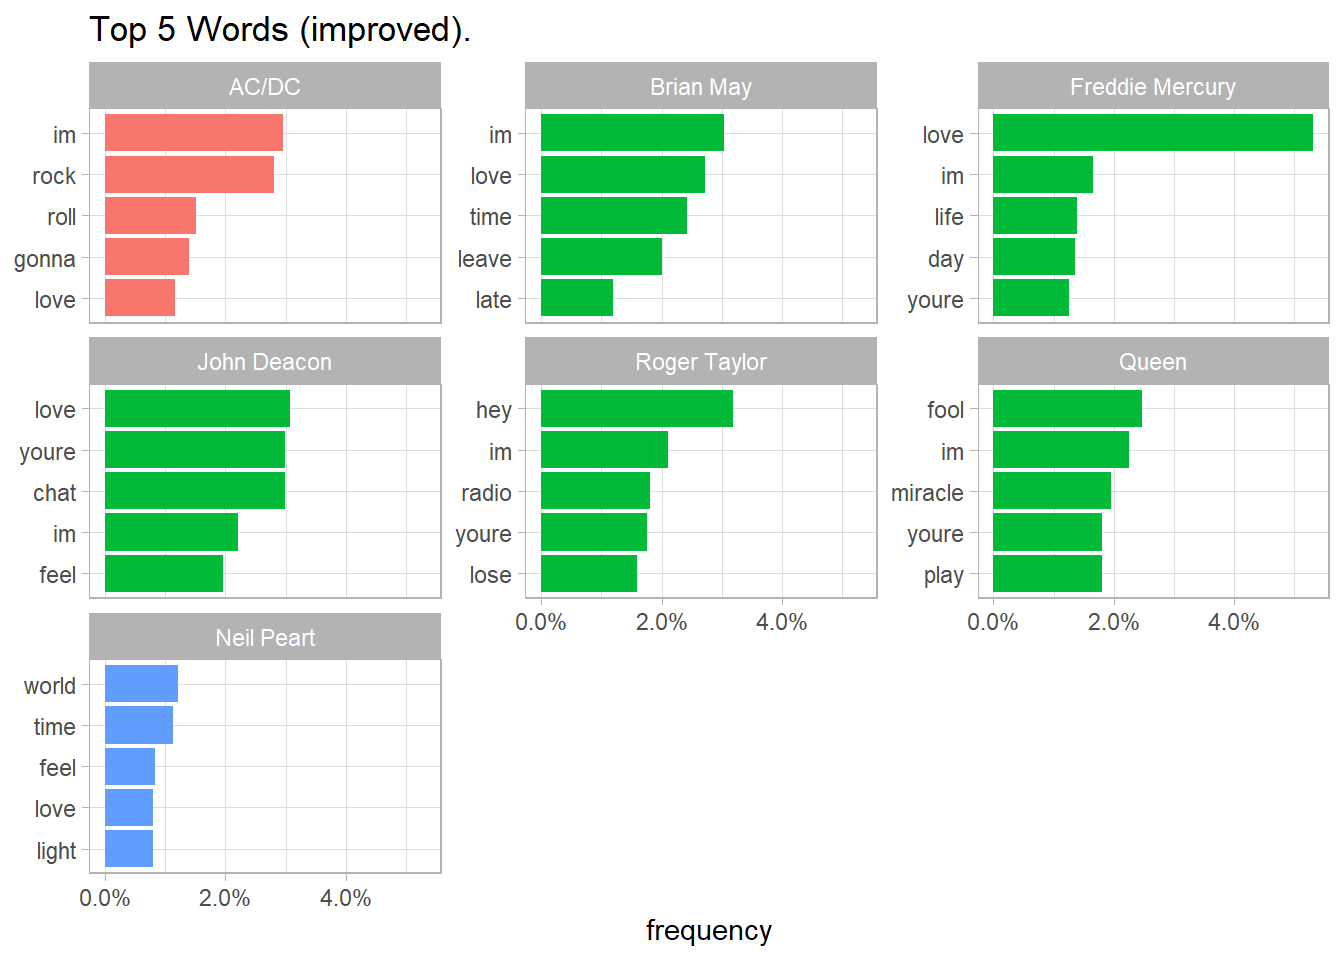 Top 5 Words (improved).
AC/DC
im
rock
roll
gonna
love
Brian May
im
love
time
leave
late
Freddie Mercury
love
im
life
day
youre
John Deacon
love
youre
chat
im
feel
Roger Taylor
hey
im
radio
youre
lose
0.0% 2.0% 4.0%
Queen
fool
im
miracle
youre
play
0.0% 2.0% 4.0%
Neil Peart
world
time
feel
love
light
0.0% 2.0% 4.0%
frequency